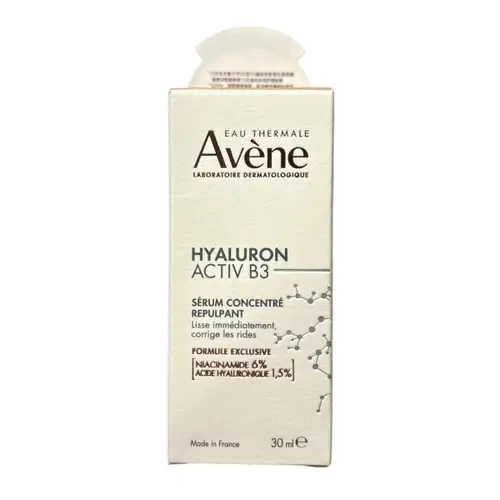 EAU THERMALE
Avène
LABORATOIRE DERMATOLOGIQUE
HYALURON
ACTIV B3
SÉRUM CONCENTRÉ
REPULPANT
Lisse immédiatement,
corrige les rides
FORMULE EXCLUSIVE
NIACINAMIDE 6%
ACIDE HYALURONIQUE 1,5%
Made in France
30 ml ℮